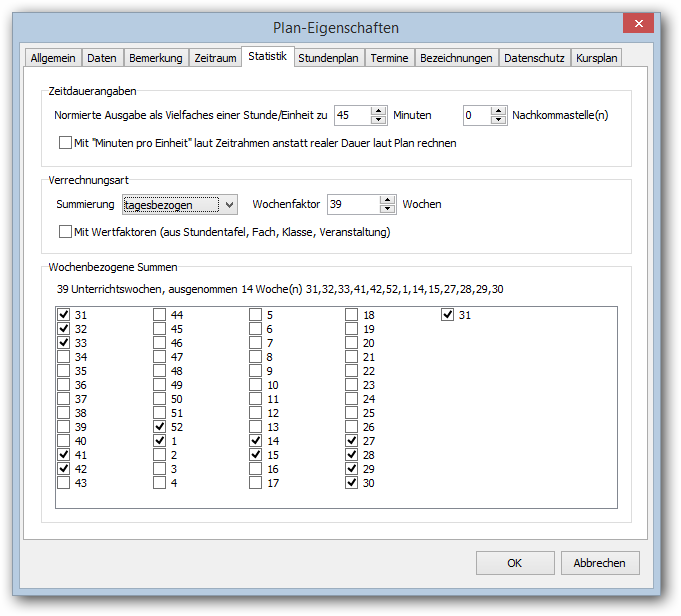 Plan-Eigenschaften
Allgemein Daten Bemerkung Zeitraum Statistik Stundenplan Termine Bezeichnungen Datenschutz Kursplan
Zeitdauerangaben
Normierte Ausgabe als Vielfaches einer Stunde/Einheit zu 45 Minuten 0 Nachkommastelle(n)
Mit "Minuten pro Einheit" laut Zeitrahmen anstatt realer Dauer laut Plan rechnen
Verrechnungsart
Summierung tagesbezogen Wochenfaktor 39 Wochen
Mit Wertfaktoren (aus Stundentafel, Fach, Klasse, Veranstaltung)
Wochenbezogene Summen
39 Unterrichtswochen, ausgenommen 14 Woche(n) 31,32,33,41,42,52,1,14,15,27,28,29,30
31 44 5 18 31
32 45 6 19
33 46 7 20
34 47 8 21
35 48 9 22
36 49 10 23
37 50 11 24
38 51 12 25
39 52 13 26
40 1 14 27
41 2 15 28
42 3 16 29
43 4 17 30
OK Abbrechen